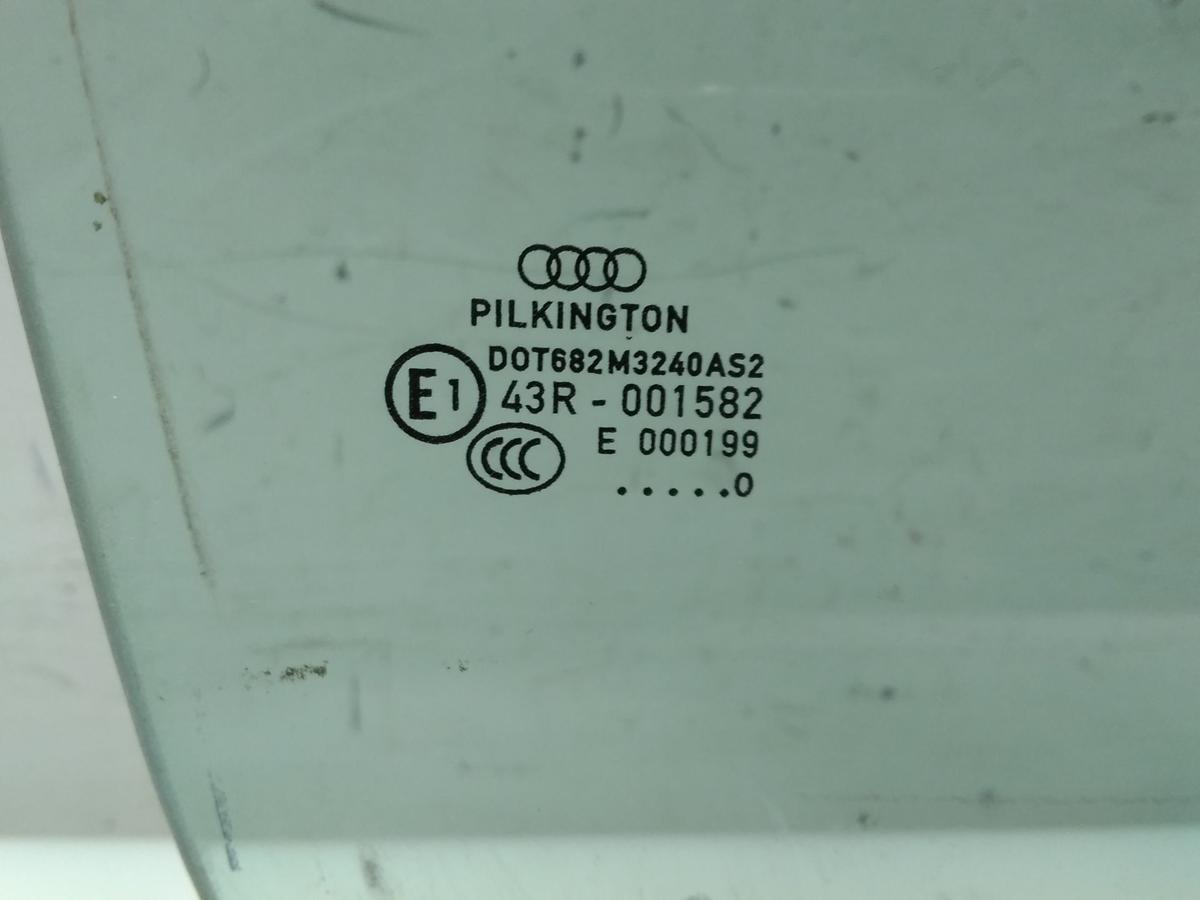 PILKINGTON
DOT682M3240AS2
E1 43R - 001582
CCC E 000199
.....0